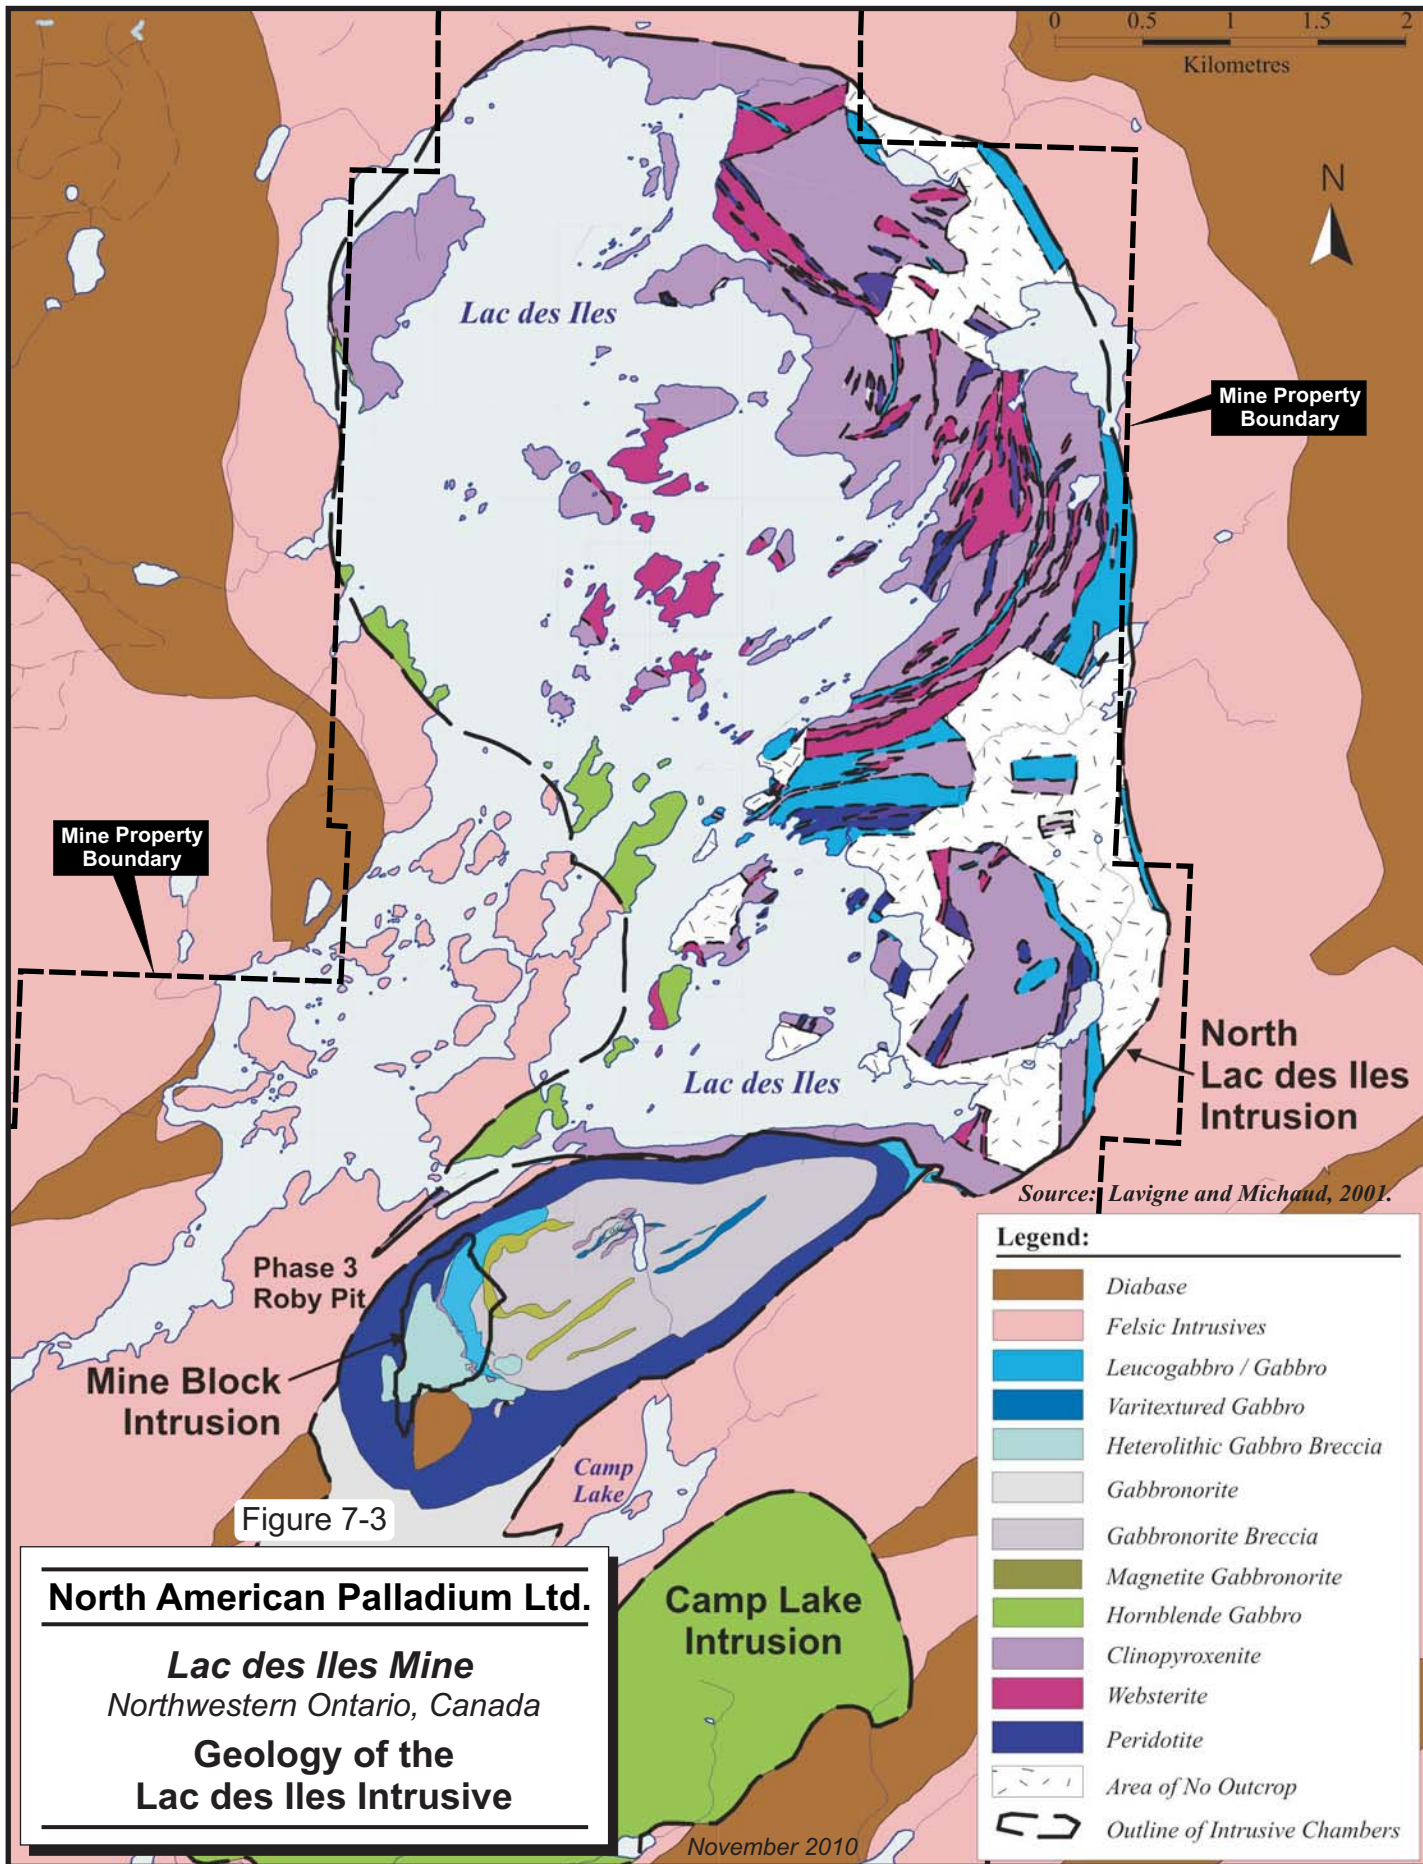 0 0.5 1 1.5 2
Kilometres
N
Lac des Iles
Mine Property
Boundary
Mine Property
Boundary
Lac des Iles
North
Lac des Iles
Intrusion
Source: Lavigne and Michaud, 2001.
Phase 3
Roby Pit
Mine Block
Intrusion
Camp
Lake
Camp Lake
Intrusion
Figure 7-3
North American Palladium Ltd.
Lac des Iles Mine
Northwestern Ontario, Canada
Geology of the
Lac des Iles Intrusive
November 2010
Legend:
Diabase
Felsic Intrusives
Leucogabbro / Gabbro
Varitextured Gabbro
Heterolithic Gabbro Breccia
Gabbronorite
Gabbronorite Breccia
Magnetite Gabbronorite
Hornblende Gabbro
Clinopyroxenite
Websterite
Peridotite
Area of No Outcrop
Outline of Intrusive Chambers